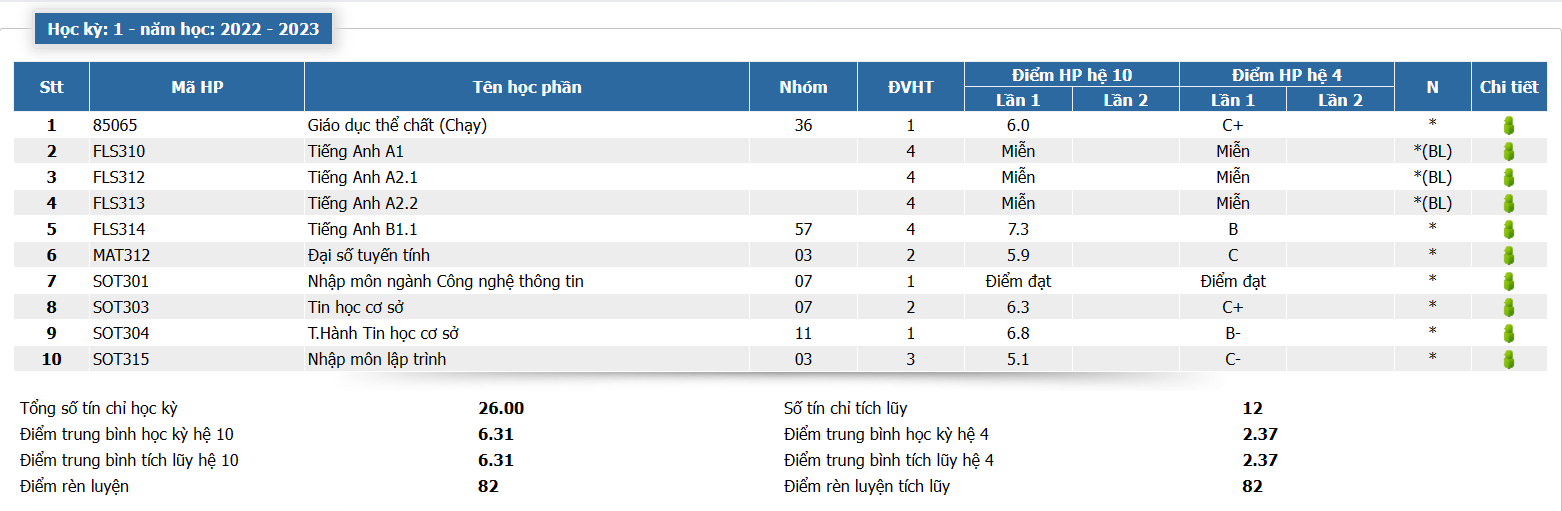 Học kỳ: 1 - năm học: 2022 - 2023
Stt Mã HP Tên học phần Nhóm ĐVHT Điểm HP hệ 10 Điểm HP hệ 4 N Chi tiết
Lần 1 Lần 2 Lần 1 Lần 2
1 85065 Giáo dục thể chất (Chạy) 36 1 6.0 C+ *
2 FLS310 Tiếng Anh A1 4 Miễn Miễn *(BL)
3 FLS312 Tiếng Anh A2.1 4 Miễn Miễn *(BL)
4 FLS313 Tiếng Anh A2.2 4 Miễn Miễn *(BL)
5 FLS314 Tiếng Anh B1.1 57 4 7.3 B *
6 MAT312 Đại số tuyến tính 03 2 5.9 C *
7 SOT301 Nhập môn ngành Công nghệ thông tin 07 1 Điểm đạt Điểm đạt *
8 SOT303 Tin học cơ sở 07 2 6.3 C+ *
9 SOT304 T.Hành Tin học cơ sở 11 1 6.8 B- *
10 SOT315 Nhập môn lập trình 03 3 5.1 C- *
Tổng số tín chỉ học kỳ 26.00 Số tín chỉ tích lũy 12
Điểm trung bình học kỳ hệ 10 6.31 Điểm trung bình học kỳ hệ 4 2.37
Điểm trung bình tích lũy hệ 10 6.31 Điểm trung bình tích lũy hệ 4 2.37
Điểm rèn luyện 82 Điểm rèn luyện tích lũy 82